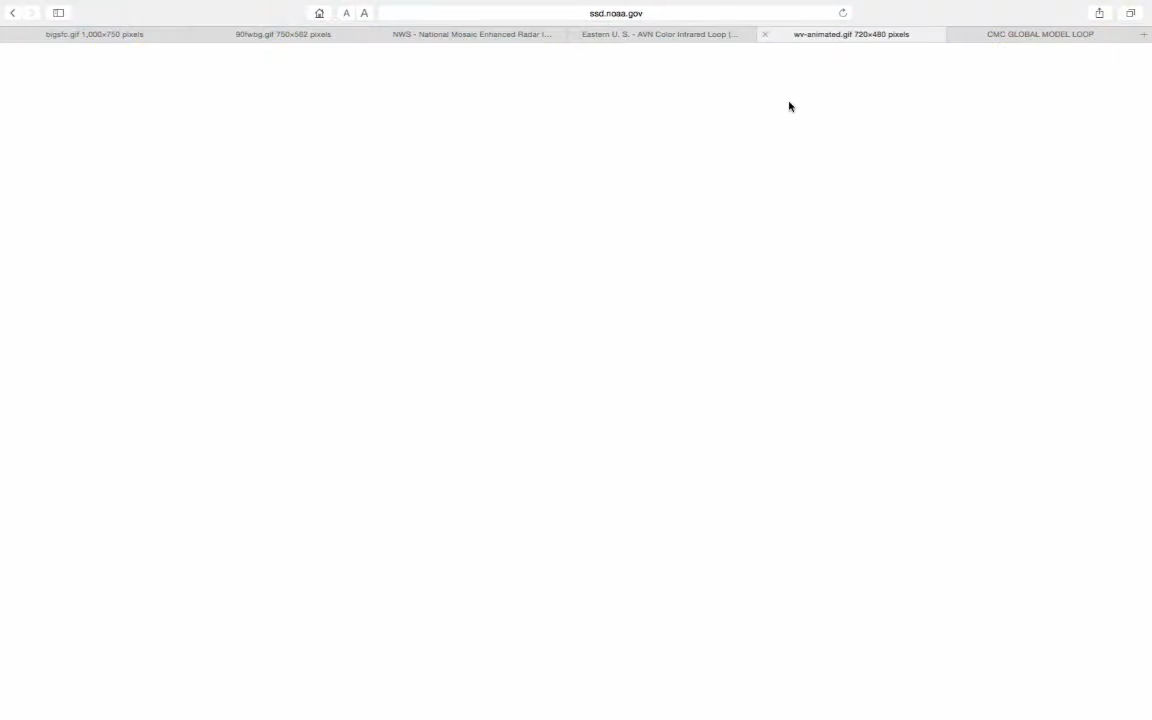 A A ssd.noaa.gov
bigsfc.gif 1,000×750 pixels 90fwbg.gif 750×562 pixels NWS - National Mosaic Enhanced Radar I... Eastern U. S. - AVN Color Infrared Loop (... wv-animated.gif 720×480 pixels CMC GLOBAL MODEL LOOP